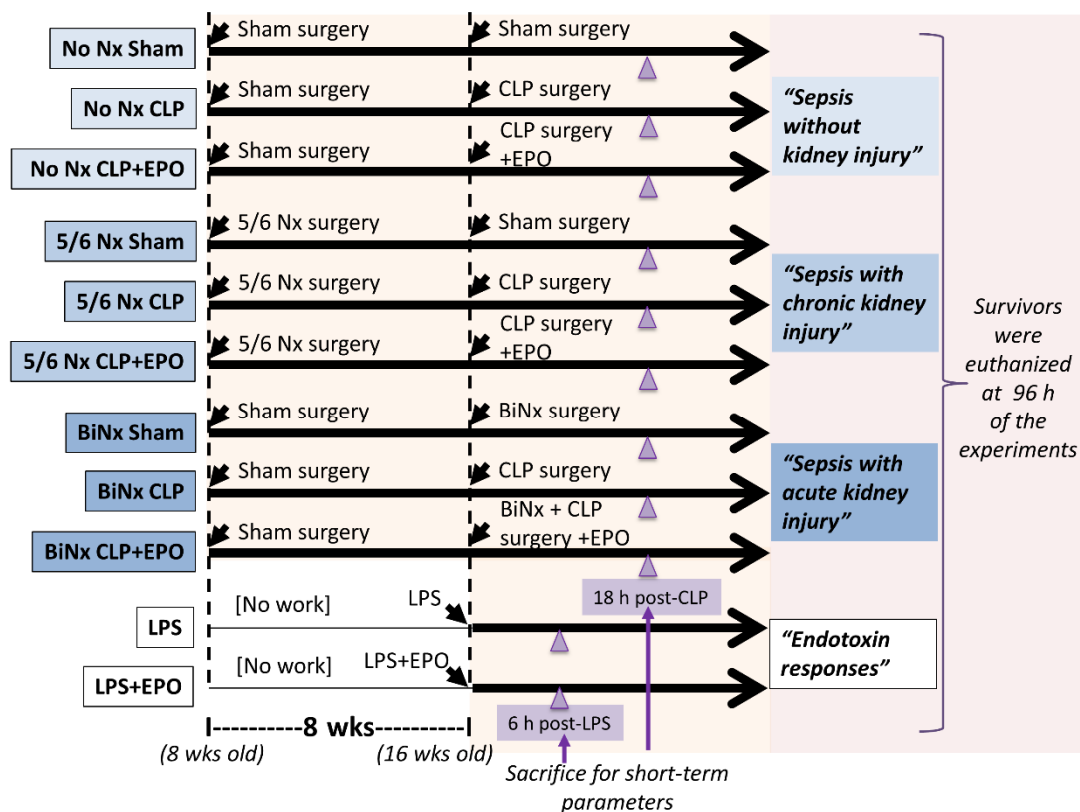 No Nx Sham
Sham surgery
Sham surgery
No Nx CLP
Sham surgery
CLP surgery
No Nx CLP+EPO
Sham surgery
CLP surgery
+EPO
“Sepsis
without
kidney injury”
5/6 Nx Sham
5/6 Nx surgery
Sham surgery
5/6 Nx CLP
5/6 Nx surgery
CLP surgery
5/6 Nx CLP+EPO
5/6 Nx surgery
CLP surgery
+EPO
“Sepsis with
chronic kidney
injury”
BiNx Sham
Sham surgery
BiNx surgery
BiNx CLP
Sham surgery
CLP surgery
BiNx CLP+EPO
Sham surgery
BiNx + CLP
surgery +EPO
“Sepsis with
acute kidney
injury”
Survivors
were
euthanized
at 96 h
of the
experiments
LPS
[No work]
LPS
18 h post-CLP
LPS+EPO
[No work]
LPS+EPO
“Endotoxin
responses”
8 wks
6 h post-LPS
(8 wks old)
(16 wks old)
Sacrifice for short-term
parameters